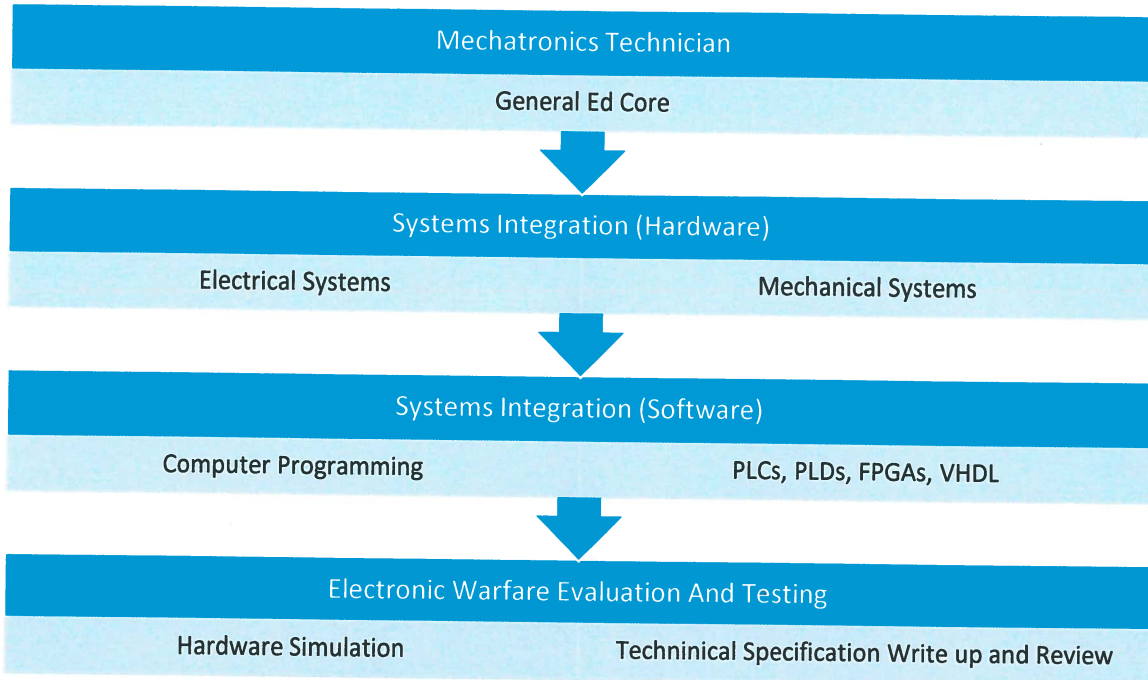 Mechatronics Technician
General Ed Core
Systems Integration (Hardware)
Electrical Systems
Mechanical Systems
Systems Integration (Software)
Computer Programming
PLCs, PLDs, FPGAs, VHDL
Electronic Warfare Evaluation And Testing
Hardware Simulation
Techninical Specification Write up and Review